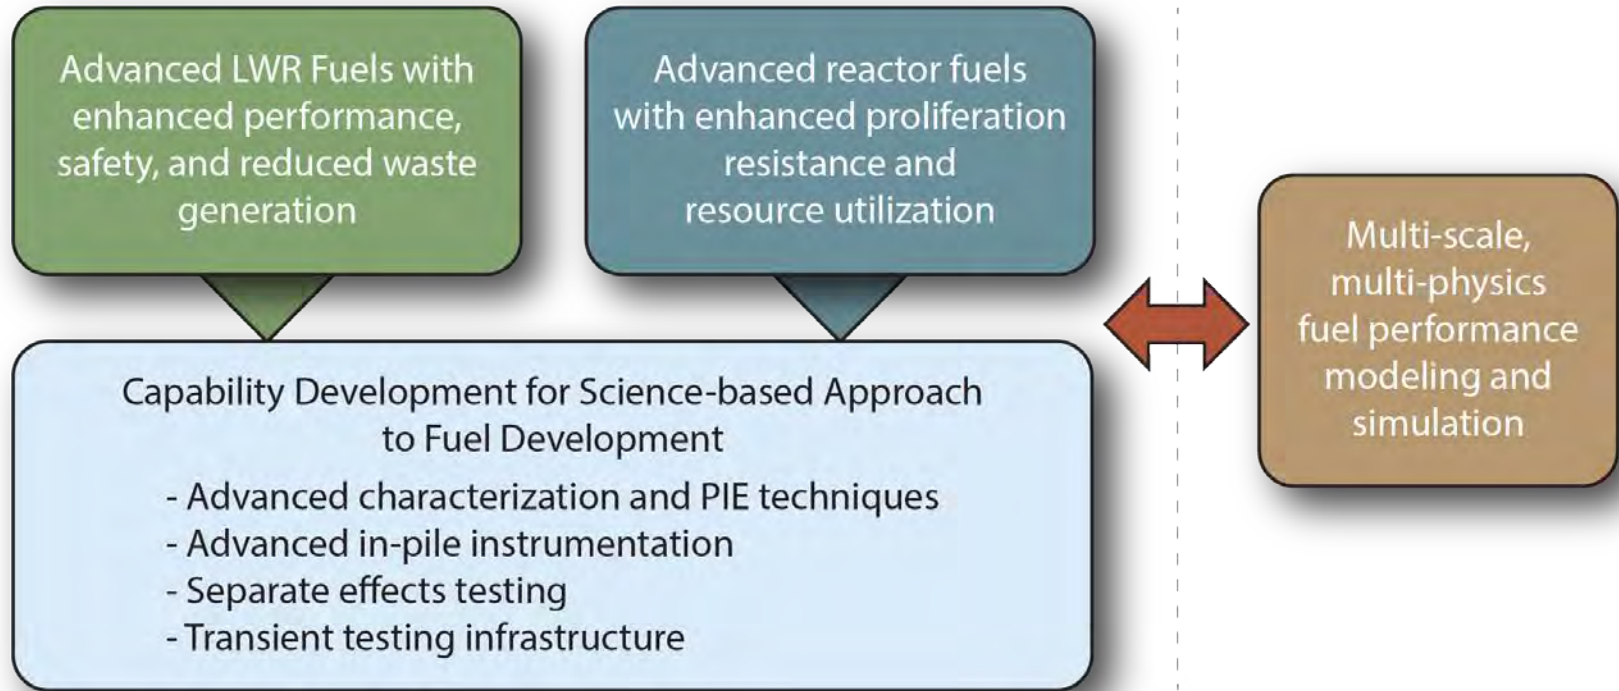 Advanced LWR Fuels with
enhanced performance,
safety, and reduced waste
generation
Advanced reactor fuels
with enhanced proliferation
resistance and
resource utilization
Multi-scale,
multi-physics
fuel performance
modeling and
simulation
Capability Development for Science-based Approach
to Fuel Development
- Advanced characterization and PIE techniques
- Advanced in-pile instrumentation
- Separate effects testing
- Transient testing infrastructure